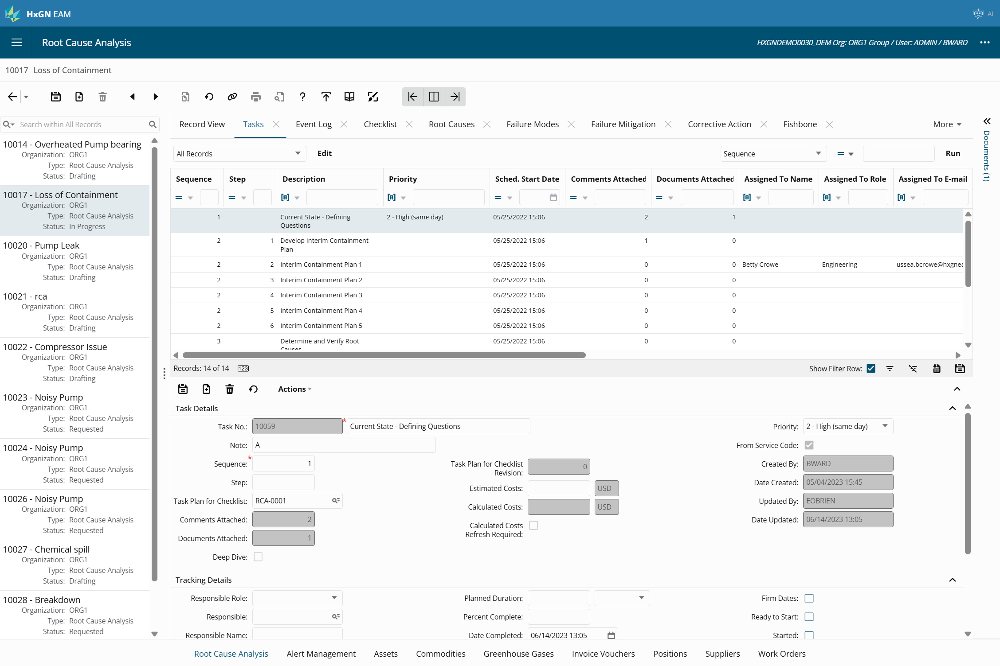 HxGN EAM
AI
Root Cause Analysis
HXGNDEMO0030_DEM Org: ORG1 Group / User: ADMIN / BWARD
10017 Loss of Containment
Search within All Records
10014 - Overheated Pump bearing
Organization: ORG1
Type: Root Cause Analysis
Status: Drafting
10017 - Loss of Containment
Organization: ORG1
Type: Root Cause Analysis
Status: In Progress
10020 - Pump Leak
Organization: ORG1
Type: Root Cause Analysis
Status: Drafting
10021 - rca
Organization: ORG1
Type: Root Cause Analysis
Status: Drafting
10022 - Compressor Issue
Organization: ORG1
Type: Root Cause Analysis
Status: Drafting
10023 - Noisy Pump
Organization: ORG1
Type: Root Cause Analysis
Status: Requested
10024 - Noisy Pump
Organization: ORG1
Type: Root Cause Analysis
Status: Requested
10026 - Noisy Pump
Organization: ORG1
Type: Root Cause Analysis
Status: Requested
10027 - Chemical spill
Organization: ORG1
Type: Root Cause Analysis
Status: Drafting
10028 - Breakdown
Organization: ORG1
Type: Root Cause Analysis
Status: Requested
Record View Tasks Event Log Checklist Root Causes Failure Modes Failure Mitigation Corrective Action Fishbone More
Documents (1)
All Records Edit Sequence = Run
Sequence Step Description Priority Sched. Start Date Comments Attached Documents Attached Assigned To Name Assigned To Role Assigned To E-mail
= = [A] [A] = = = [A] [A] [A]
1 Current State - Defining 2 - High (same day) 05/25/2022 15:06 2 1
Questions
2 1 Develop Interim Containment 05/25/2022 15:06 1 0
Plan
2 2 Interim Containment Plan 1 05/25/2022 15:06 0 0 Betty Crowe Engineering ussea.bcrowe@hxgnea
2 3 Interim Containment Plan 2 05/25/2022 15:06 0 0
2 4 Interim Containment Plan 3 05/25/2022 15:06 0 0
2 5 Interim Containment Plan 4 05/25/2022 15:06 0 0
2 6 Interim Containment Plan 5 05/25/2022 15:06 0 0
3 Determine and Verify Root 05/25/2022 15:06 0 0
Causes
Records: 14 of 14 123 Show Filter Row:
Actions
Task Details
Task No.: 10059 * Current State - Defining Questions
Note: A
Sequence: * 1
Step:
Task Plan for Checklist: RCA-0001
Comments Attached: 2
Documents Attached: 1
Deep Dive:
Task Plan for Checklist
Revision: 0
Estimated Costs: USD
Calculated Costs: USD
Calculated Costs
Refresh Required:
Priority: 2 - High (same day)
From Service Code:
Created By: BWARD
Date Created: 05/04/2023 15:45
Updated By: EOBRIEN
Date Updated: 06/14/2023 13:05
Tracking Details
Responsible Role:
Responsible:
Responsible Name:
Planned Duration:
Percent Complete:
Date Completed: 06/14/2023 13:05
Firm Dates:
Ready to Start:
Started:
Root Cause Analysis Alert Management Assets Commodities Greenhouse Gases Invoice Vouchers Positions Suppliers Work Orders